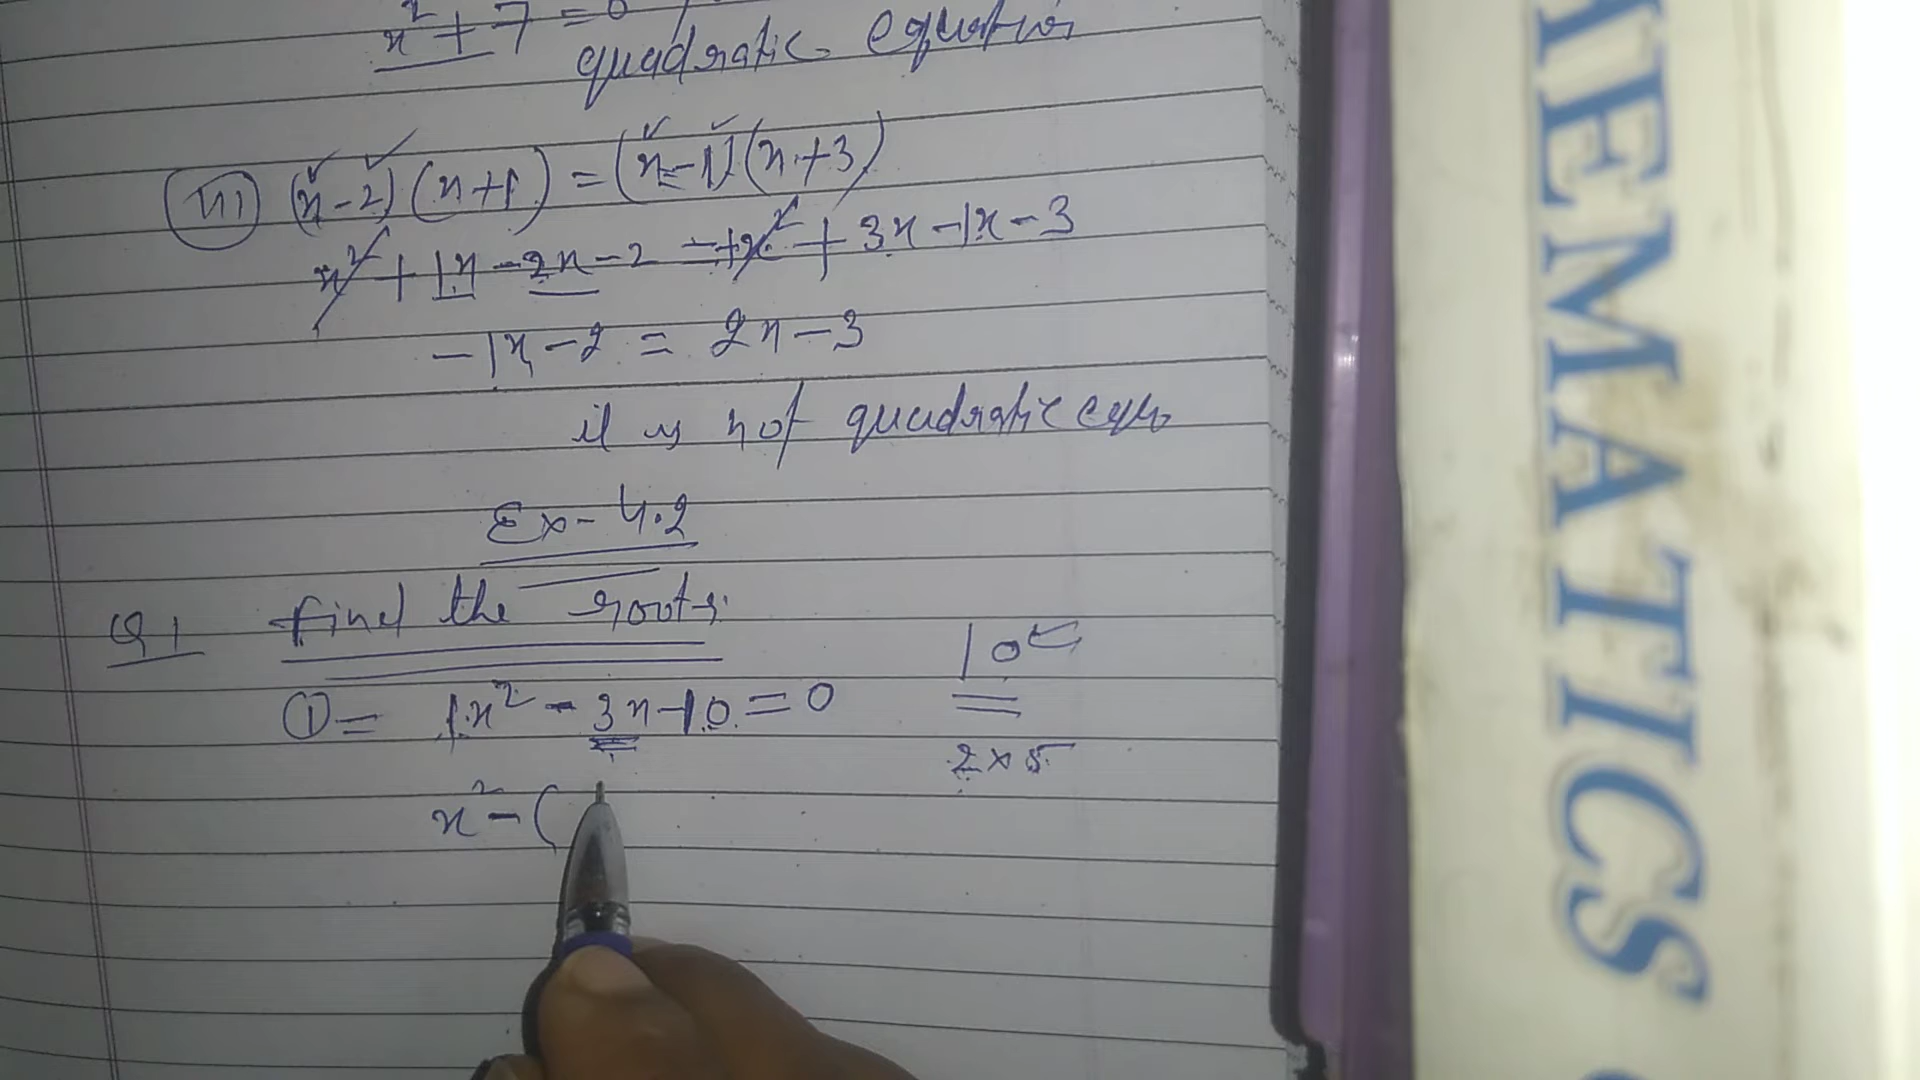 x² + 7 = 0
quadratic equation
(iii) (x-2)(x+1) = (x-1)(x+3)
x² + 1x - 2x - 2 = +x² + 3x - 1x - 3
-1x - 2 = 2x - 3
it is not quadratic eqn
Ex - 4.2
Q1 find the roots.
① = 1x² - 3x - 10 = 0
x² - (
10
2 x 5
HEMATICS